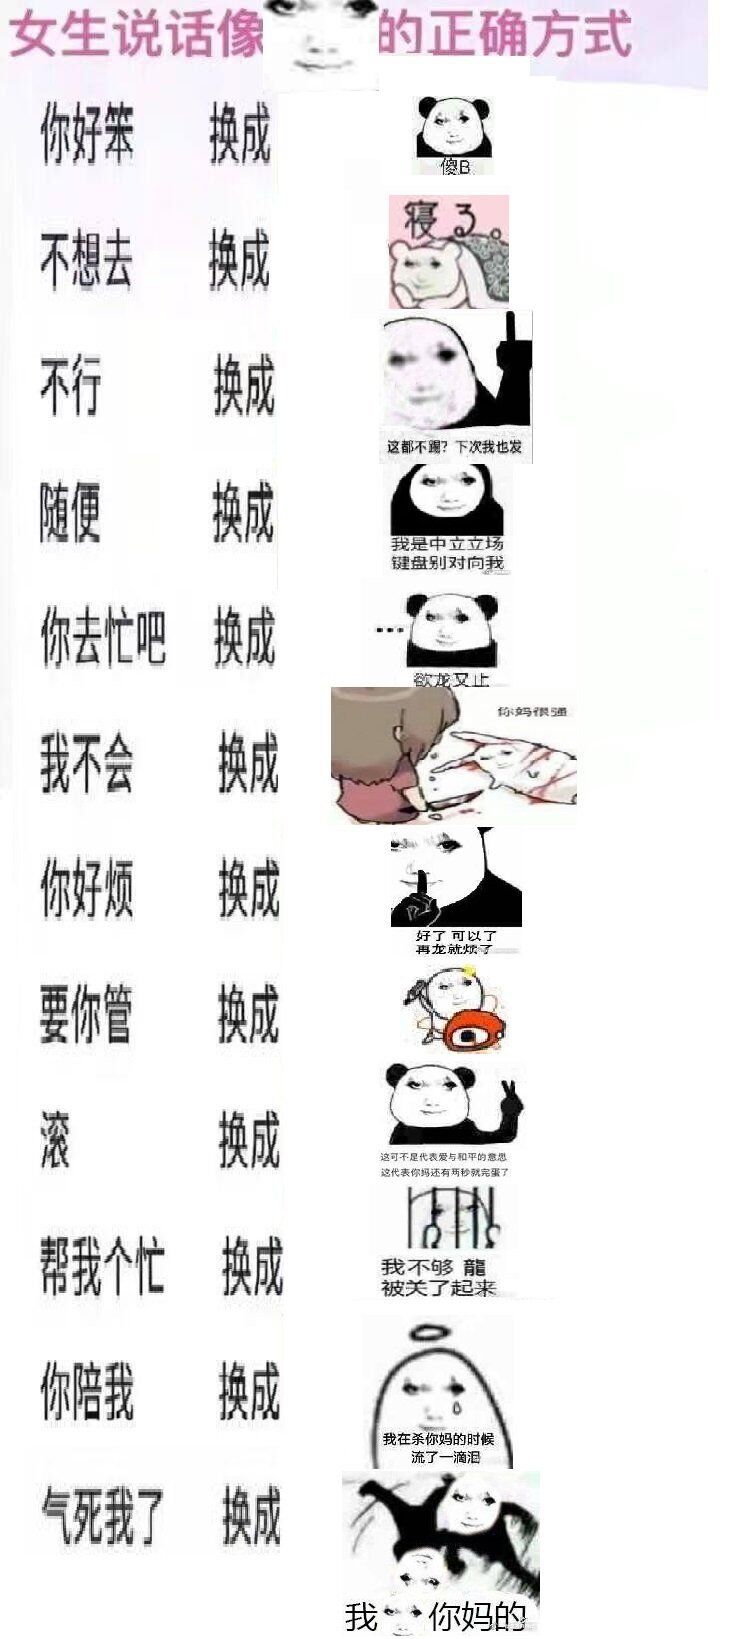 女生说话像 的正确方式
你好笨 换成
傻B
不想去 换成
寝る。
不行 换成
这都不踢？下次我也发
随便 换成
我是中立立场
键盘别对向我
你去忙吧 换成
...
欲龙又止
我不会 换成
你妈很强
你好烦 换成
好了 可以了
再龙就烦了
要你管 换成
滚 换成
这可不是代表爱与和平的意思
这代表你妈还有两秒就完蛋了
帮我个忙 换成
我不够 龍
被关了起来
你陪我 换成
我在杀你妈的时候
流了一滴泪
气死我了 换成
我 你妈的